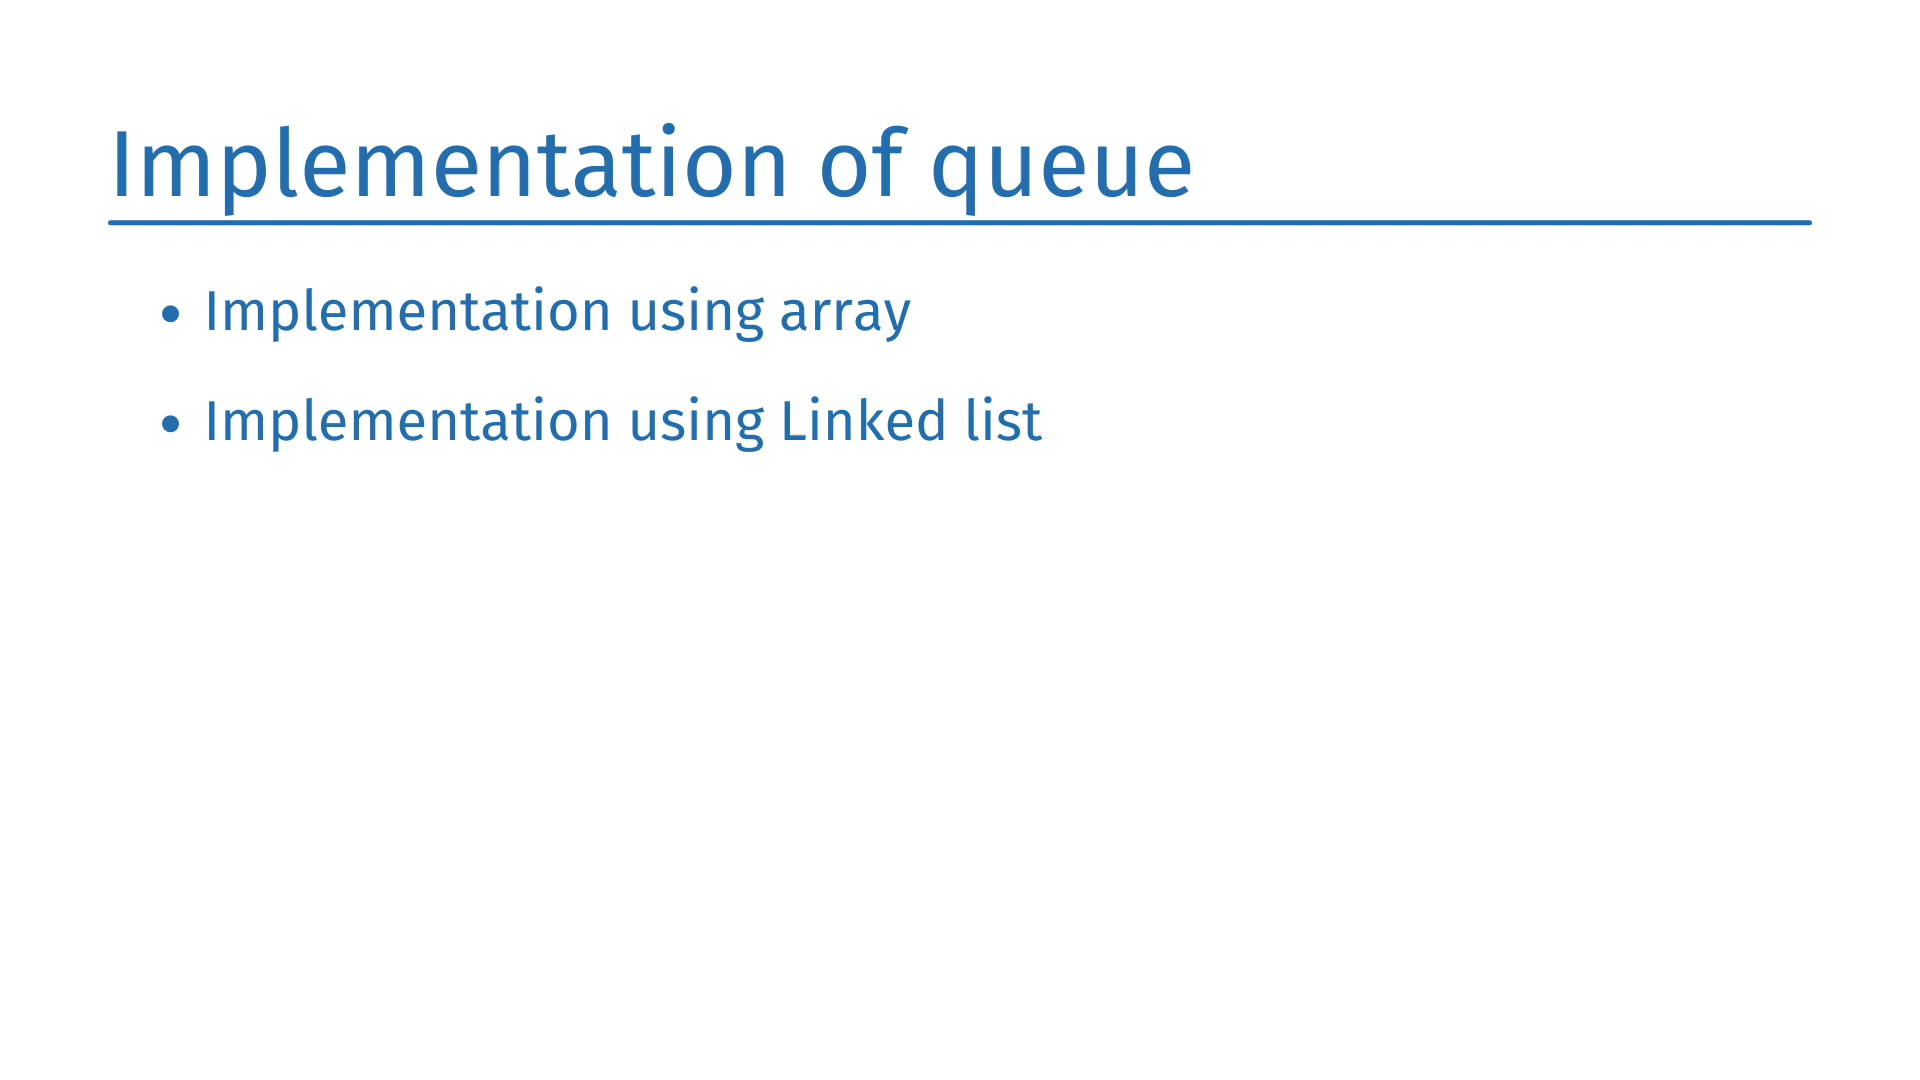 Implementation of queue
• Implementation using array
• Implementation using Linked list